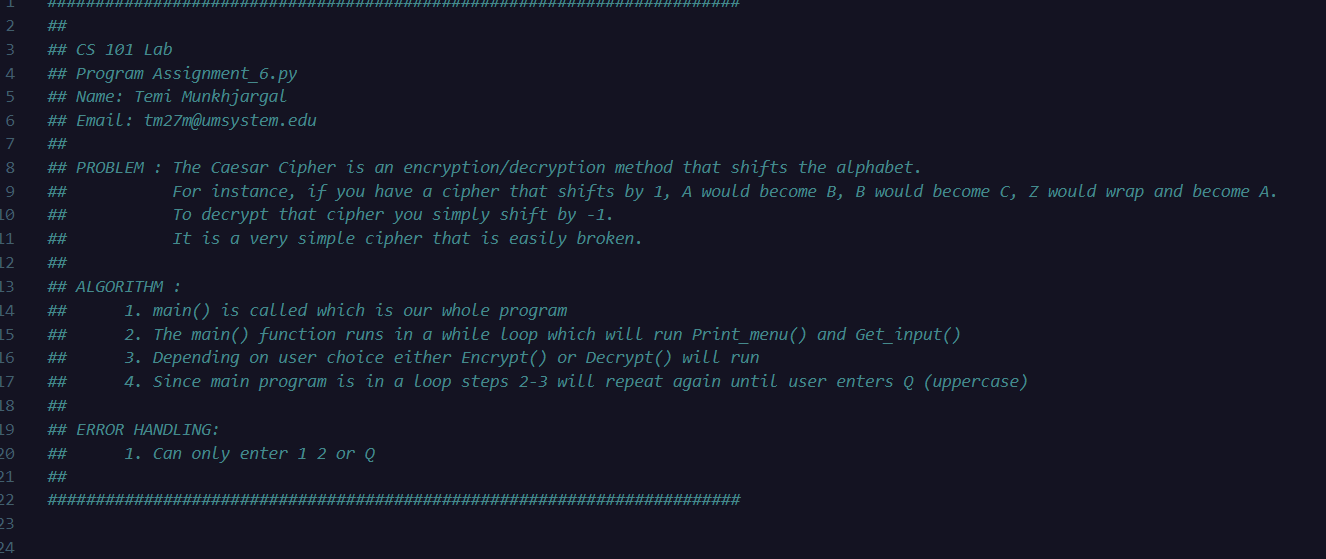 1 ########################################################################
2 ##
3 ## CS 101 Lab
4 ## Program Assignment_6.py
5 ## Name: Temi Munkhjargal
6 ## Email: tm27m@umsystem.edu
7 ##
8 ## PROBLEM : The Caesar Cipher is an encryption/decryption method that shifts the alphabet.
9 ##           For instance, if you have a cipher that shifts by 1, A would become B, B would become C, Z would wrap and become A.
10 ##           To decrypt that cipher you simply shift by -1.
11 ##           It is a very simple cipher that is easily broken.
12 ##
13 ## ALGORITHM :
14 ##      1. main() is called which is our whole program
15 ##      2. The main() function runs in a while loop which will run Print_menu() and Get_input()
16 ##      3. Depending on user choice either Encrypt() or Decrypt() will run
17 ##      4. Since main program is in a loop steps 2-3 will repeat again until user enters Q (uppercase)
18 ##
19 ## ERROR HANDLING:
20 ##      1. Can only enter 1 2 or Q
21 ##
22 ########################################################################
23
24